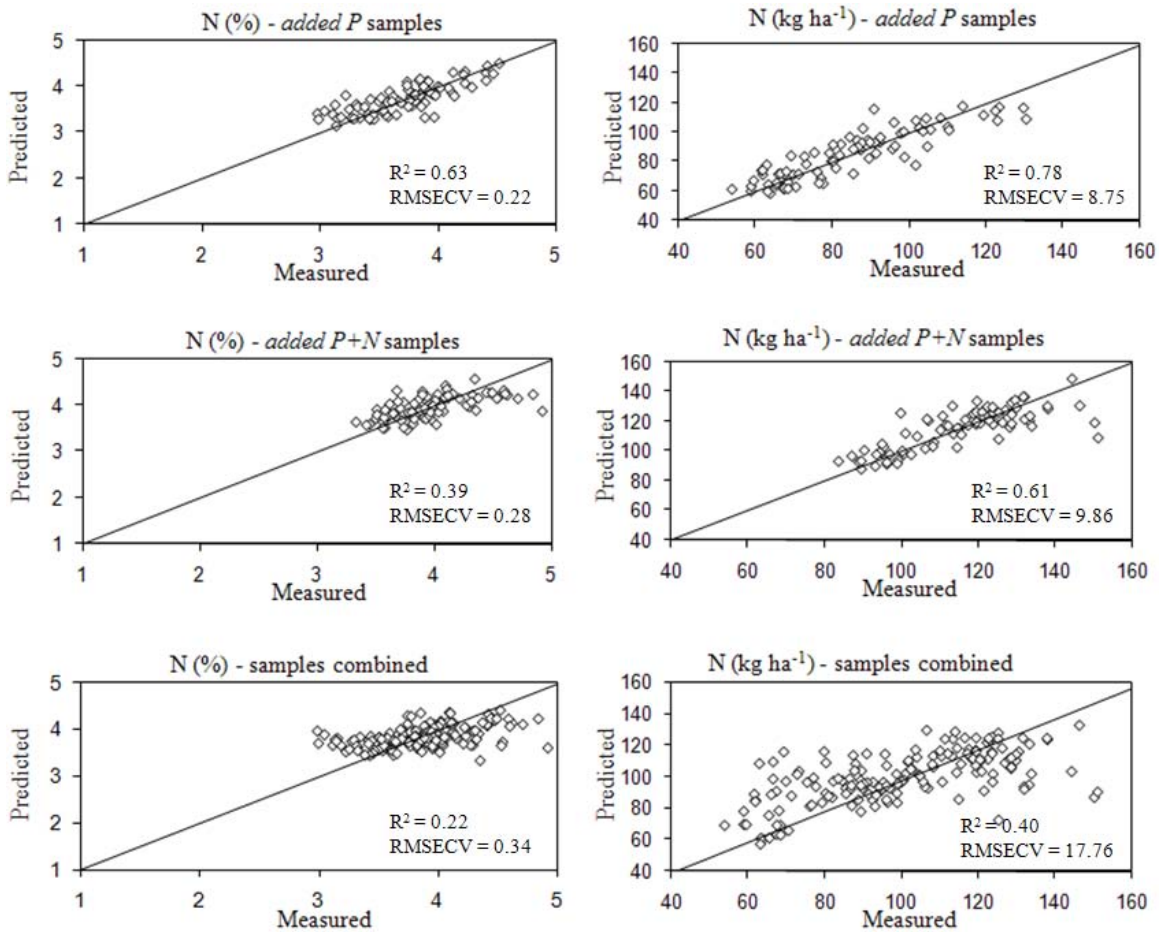 N (%) - added P samples
5
4
3
2
1
Predicted
R² = 0.63
RMSECV = 0.22
1 2 3 4 5
Measured
N (kg ha⁻¹) - added P samples
160
140
120
100
80
60
40
Predicted
R² = 0.78
RMSECV = 8.75
40 60 80 100 120 140 160
Measured
N (%) - added P+N samples
5
4
3
2
1
Predicted
R² = 0.39
RMSECV = 0.28
1 2 3 4 5
Measured
N (kg ha⁻¹) - added P+N samples
160
140
120
100
80
60
40
Predicted
R² = 0.61
RMSECV = 9.86
40 60 80 100 120 140 160
Measured
N (%) - samples combined
5
4
3
2
1
Predicted
R² = 0.22
RMSECV = 0.34
1 2 3 4 5
Measured
N (kg ha⁻¹) - samples combined
160
140
120
100
80
60
40
Predicted
R² = 0.40
RMSECV = 17.76
40 60 80 100 120 140 160
Measured